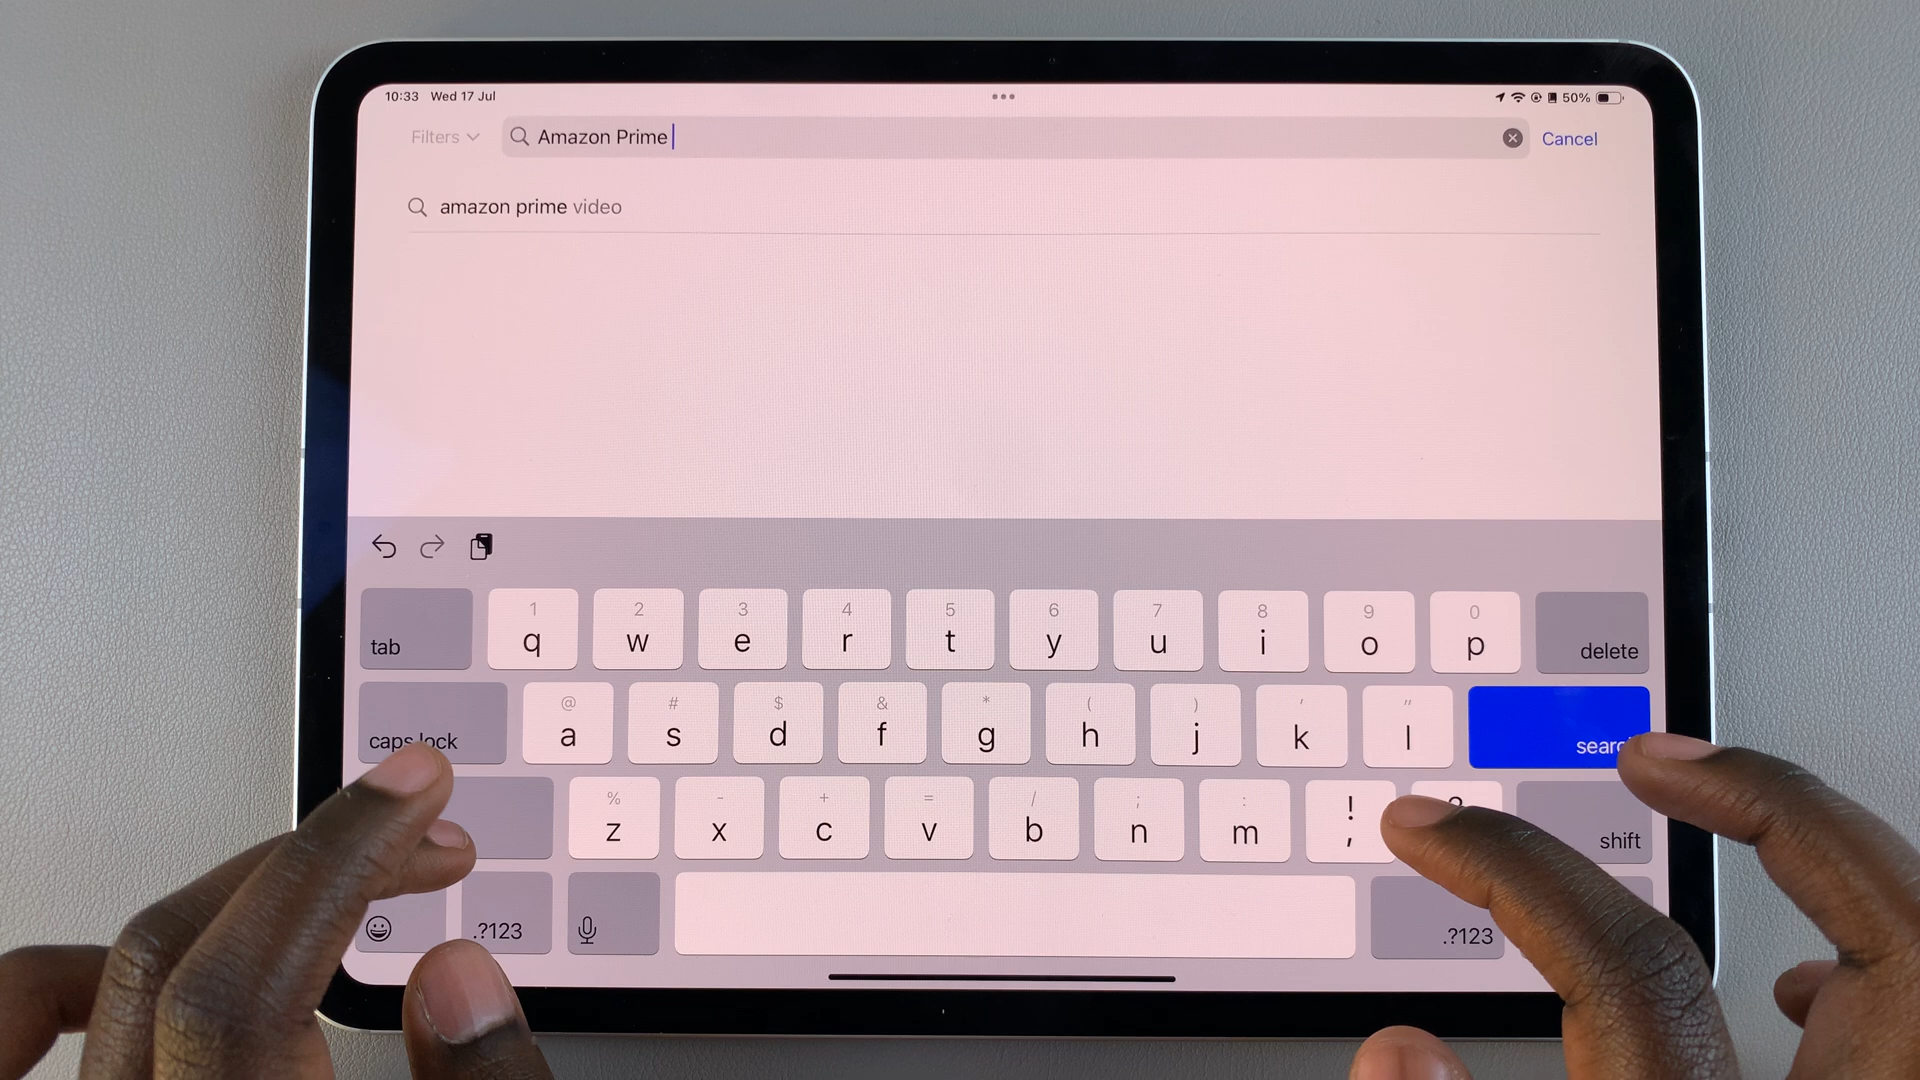 10:33 Wed 17 Jul
50%
Filters
Amazon Prime
Cancel
amazon prime video
tab
1 2 3 4 5 6 7 8 9 0
q w e r t y u i o p
delete
@ # $ & * ( ) ' "
caps lock
a s d f g h j k l
% - + = / ; :
z x c v b n m ! ,
shift
.?123
.?123